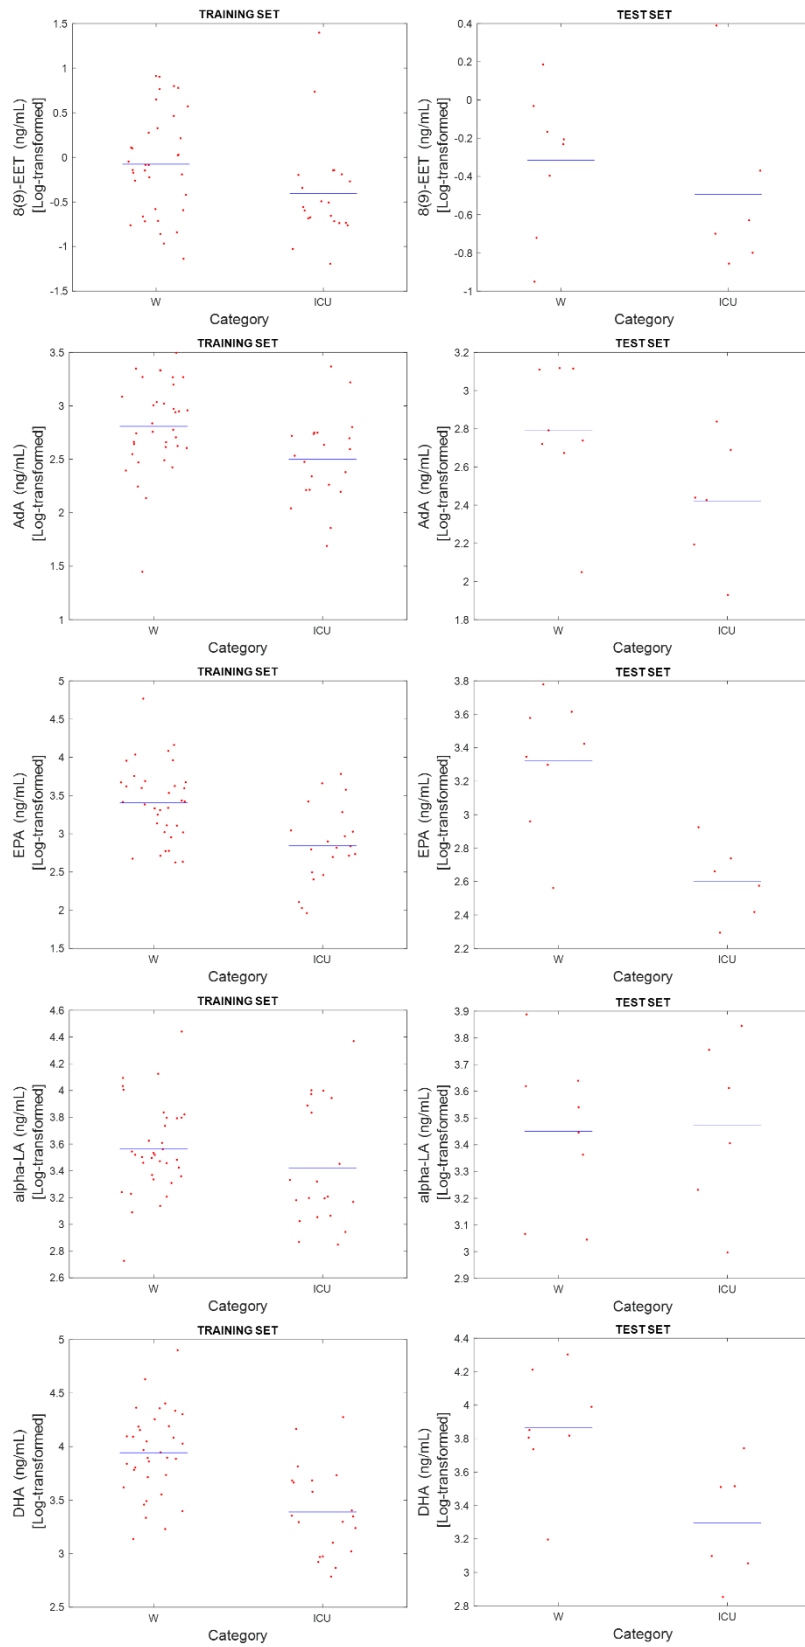 TRAINING SET
8(9)-EET (ng/mL)
[Log-transformed]
1.5
1
0.5
0
-0.5
-1
-1.5
W
ICU
Category
TEST SET
8(9)-EET (ng/mL)
[Log-transformed]
0.4
0.2
0
-0.2
-0.4
-0.6
-0.8
-1
W
ICU
Category
TRAINING SET
AdA (ng/mL)
[Log-transformed]
3.5
3
2.5
2
1.5
1
W
ICU
Category
TEST SET
AdA (ng/mL)
[Log-transformed]
3.2
3
2.8
2.6
2.4
2.2
2
1.8
W
ICU
Category
TRAINING SET
EPA (ng/mL)
[Log-transformed]
5
4.5
4
3.5
3
2.5
2
1.5
W
ICU
Category
TEST SET
EPA (ng/mL)
[Log-transformed]
3.8
3.6
3.4
3.2
3
2.8
2.6
2.4
2.2
W
ICU
Category
TRAINING SET
alpha-LA (ng/mL)
[Log-transformed]
4.6
4.4
4.2
4
3.8
3.6
3.4
3.2
3
2.8
2.6
W
ICU
Category
TEST SET
alpha-LA (ng/mL)
[Log-transformed]
3.9
3.8
3.7
3.6
3.5
3.4
3.3
3.2
3.1
3
2.9
W
ICU
Category
TRAINING SET
DHA (ng/mL)
[Log-transformed]
5
4.5
4
3.5
3
2.5
W
ICU
Category
TEST SET
DHA (ng/mL)
[Log-transformed]
4.4
4.2
4
3.8
3.6
3.4
3.2
3
2.8
W
ICU
Category